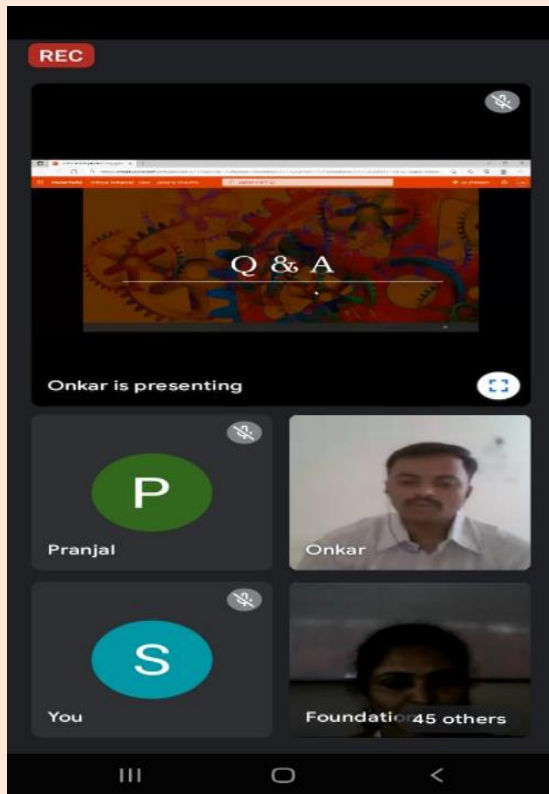 REC
Q & A
Onkar is presenting
P
Pranjal
Onkar
S
You
Foundatio
45 others